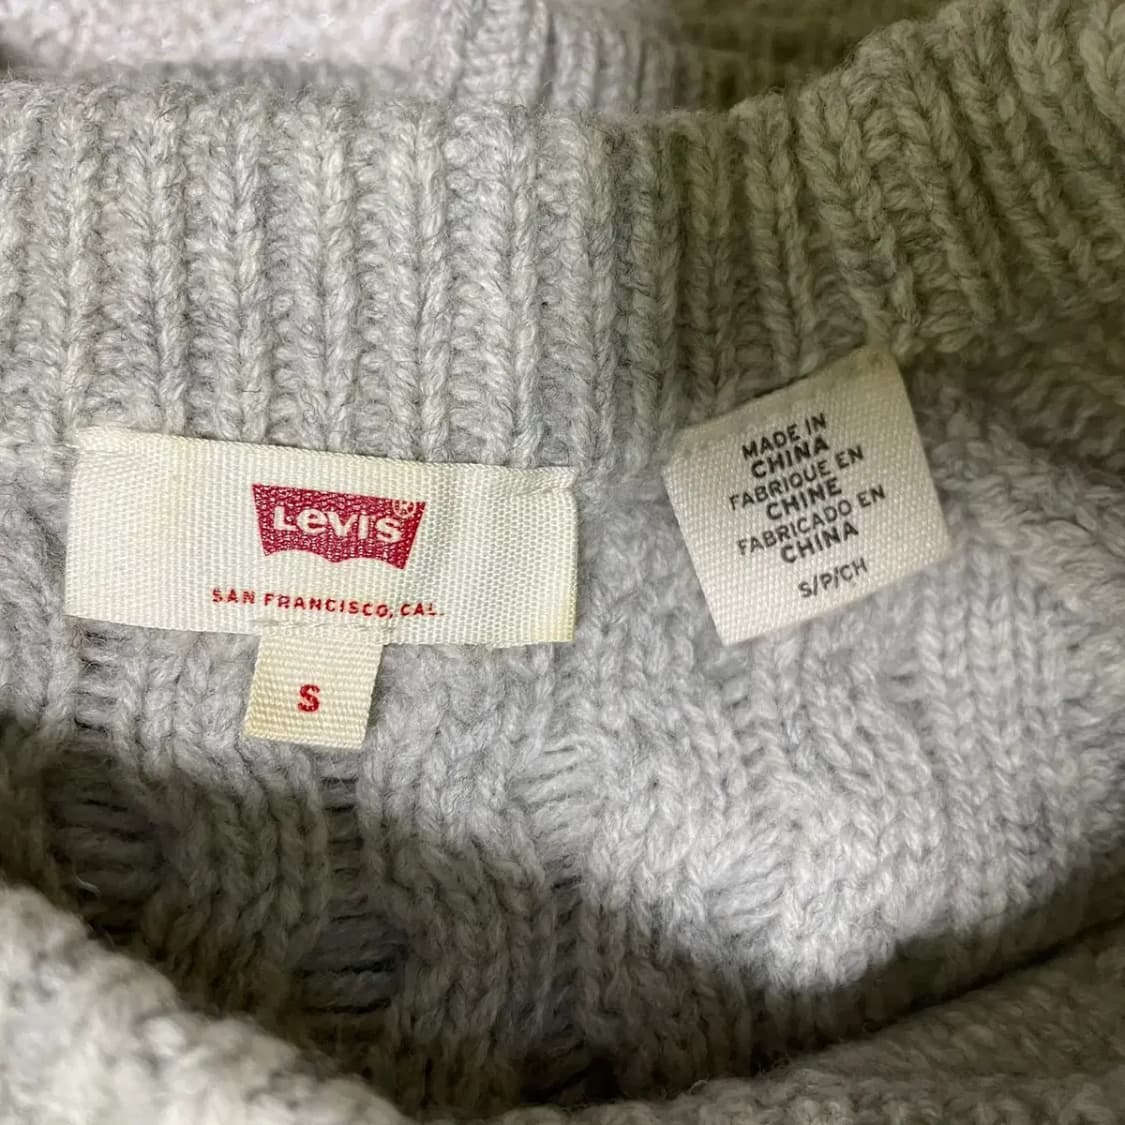 Levi's®
SAN FRANCISCO, CAL.
S
MADE IN
CHINA
FABRIQUE EN
CHINE
FABRICADO EN
CHINA
S/P/CH